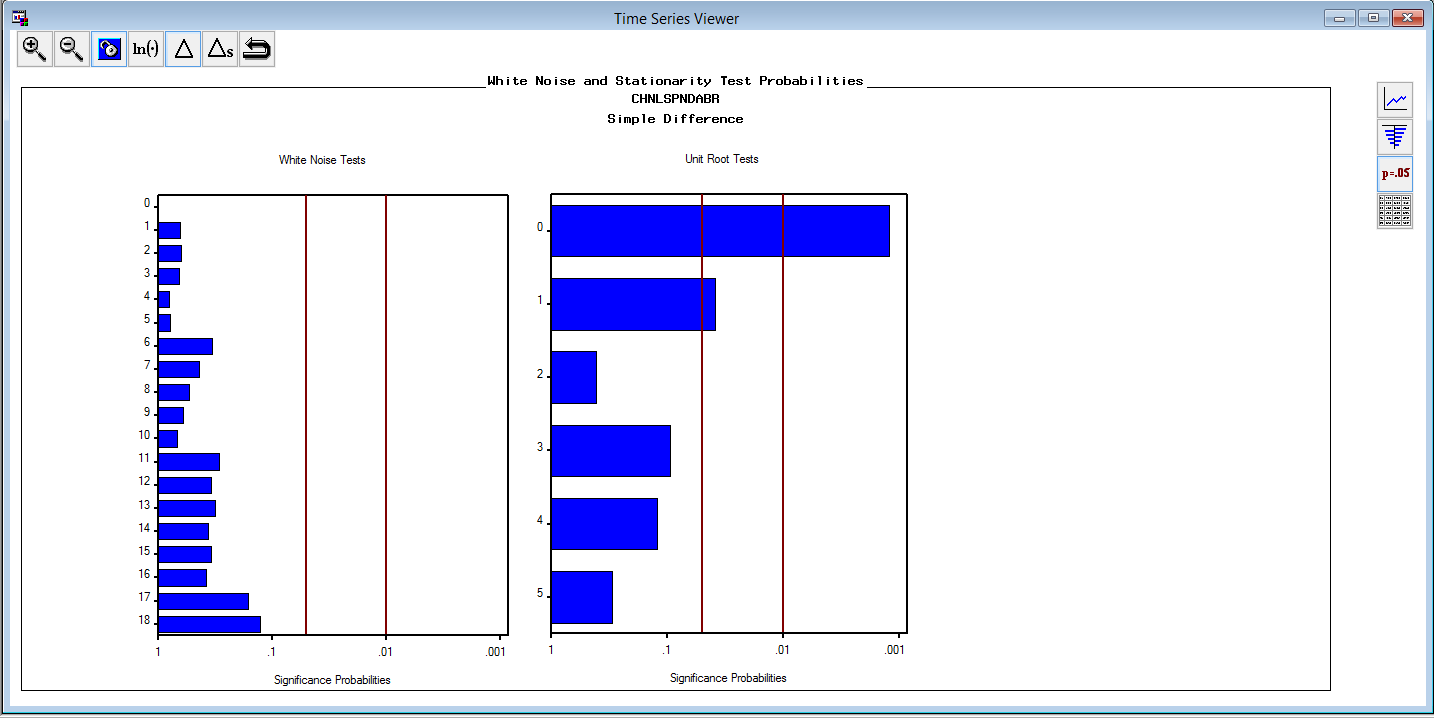 Time Series Viewer
ln(·) Δ Δs
White Noise and Stationarity Test Probabilities
CHNLSPNDABR
Simple Difference
p=.05
White Noise Tests
0
1
2
3
4
5
6
7
8
9
10
11
12
13
14
15
16
17
18
1 .1 .01 .001
Significance Probabilities
Unit Root Tests
0
1
2
3
4
5
1 .1 .01 .001
Significance Probabilities